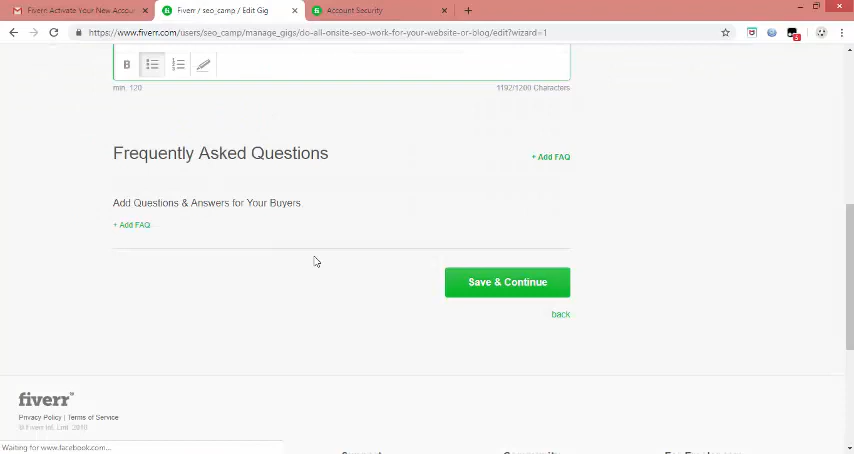 Fiverr Activate Your New Accou
Fiverr / seo_camp / Edit Gig
Account Security
https://www.fiverr.com/users/seo_camp/manage_gigs/do-all-onsite-seo-work-for-your-website-or-blog/edit?wizard=1
B
min. 120
1192/1200 Characters
Frequently Asked Questions
+ Add FAQ
Add Questions & Answers for Your Buyers.
+ Add FAQ
Save & Continue
back
fiverr
Privacy Policy | Terms of Service
© Fiverr Intl. Ltd.
Waiting for www.facebook.com...